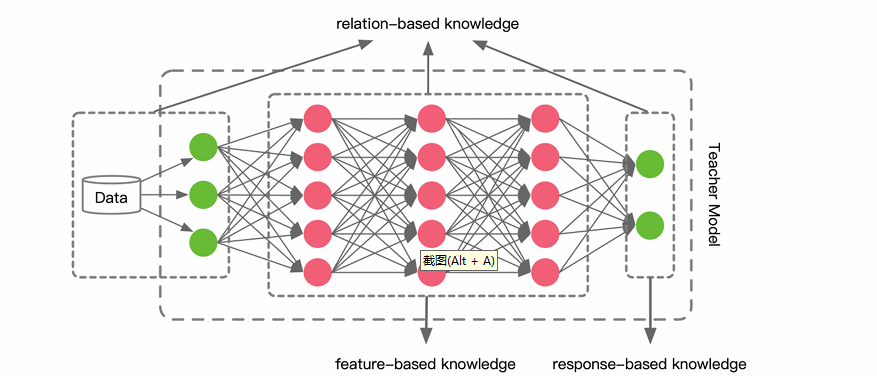 relation-based knowledge
Data
Teacher Model
截图(Alt + A)
feature-based knowledge
response-based knowledge